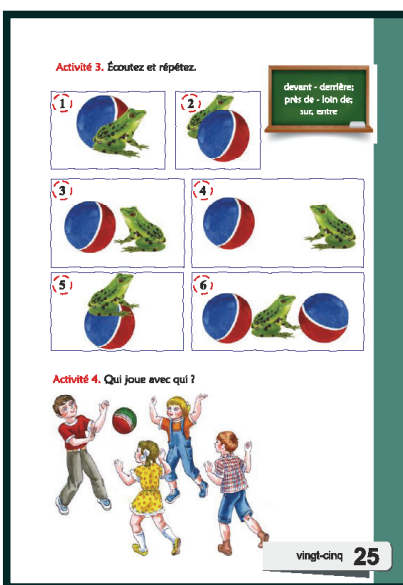 Activité 3. Écoutez et répétez.
devant - derrière;
près de - loin de;
sur, entre
1
2
3
4
5
6
Activité 4. Qui joue avec qui ?
vingt-cinq 25